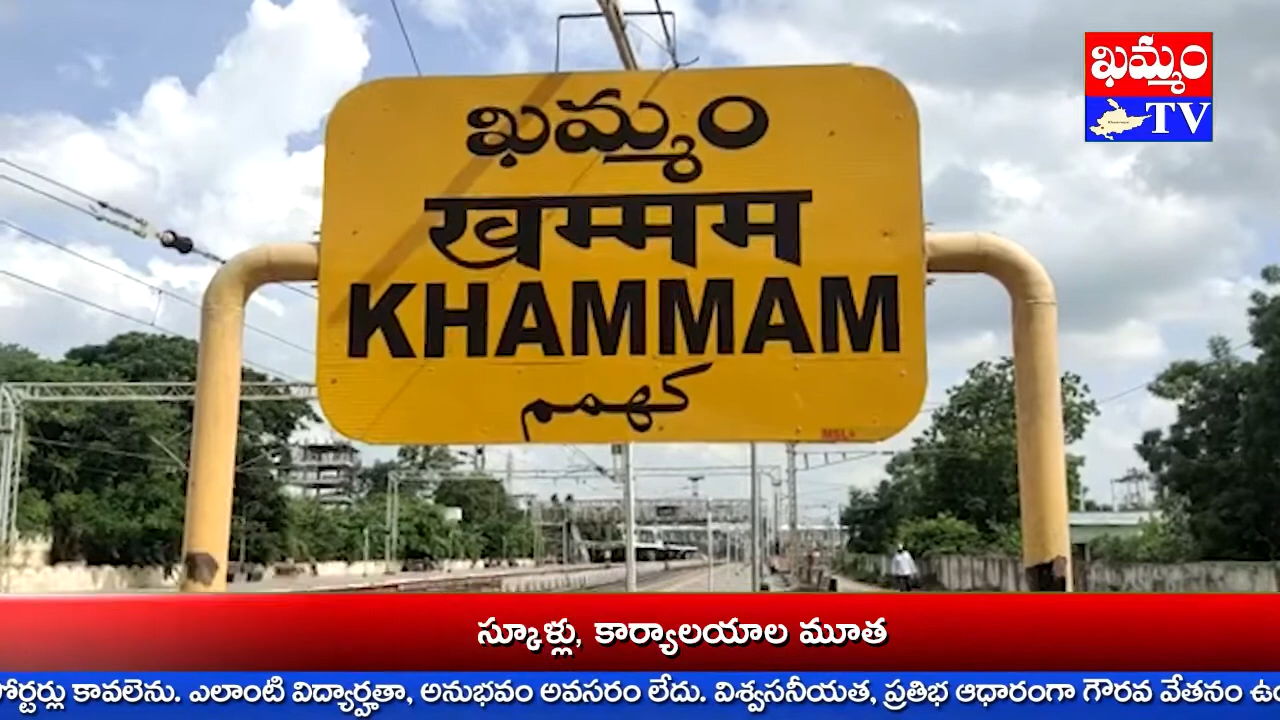 ఖమ్మం
TV
ఖమ్మం
खम्मम
KHAMMAM
کھمم
స్కూళ్లు, కార్యాలయాల మూత
కావలెను. ఎలాంటి విద్యార్హతా, అనుభవం అవసరం లేదు. విశ్వసనీయత, ప్రతిభ ఆధారంగా గౌరవ వేతనం